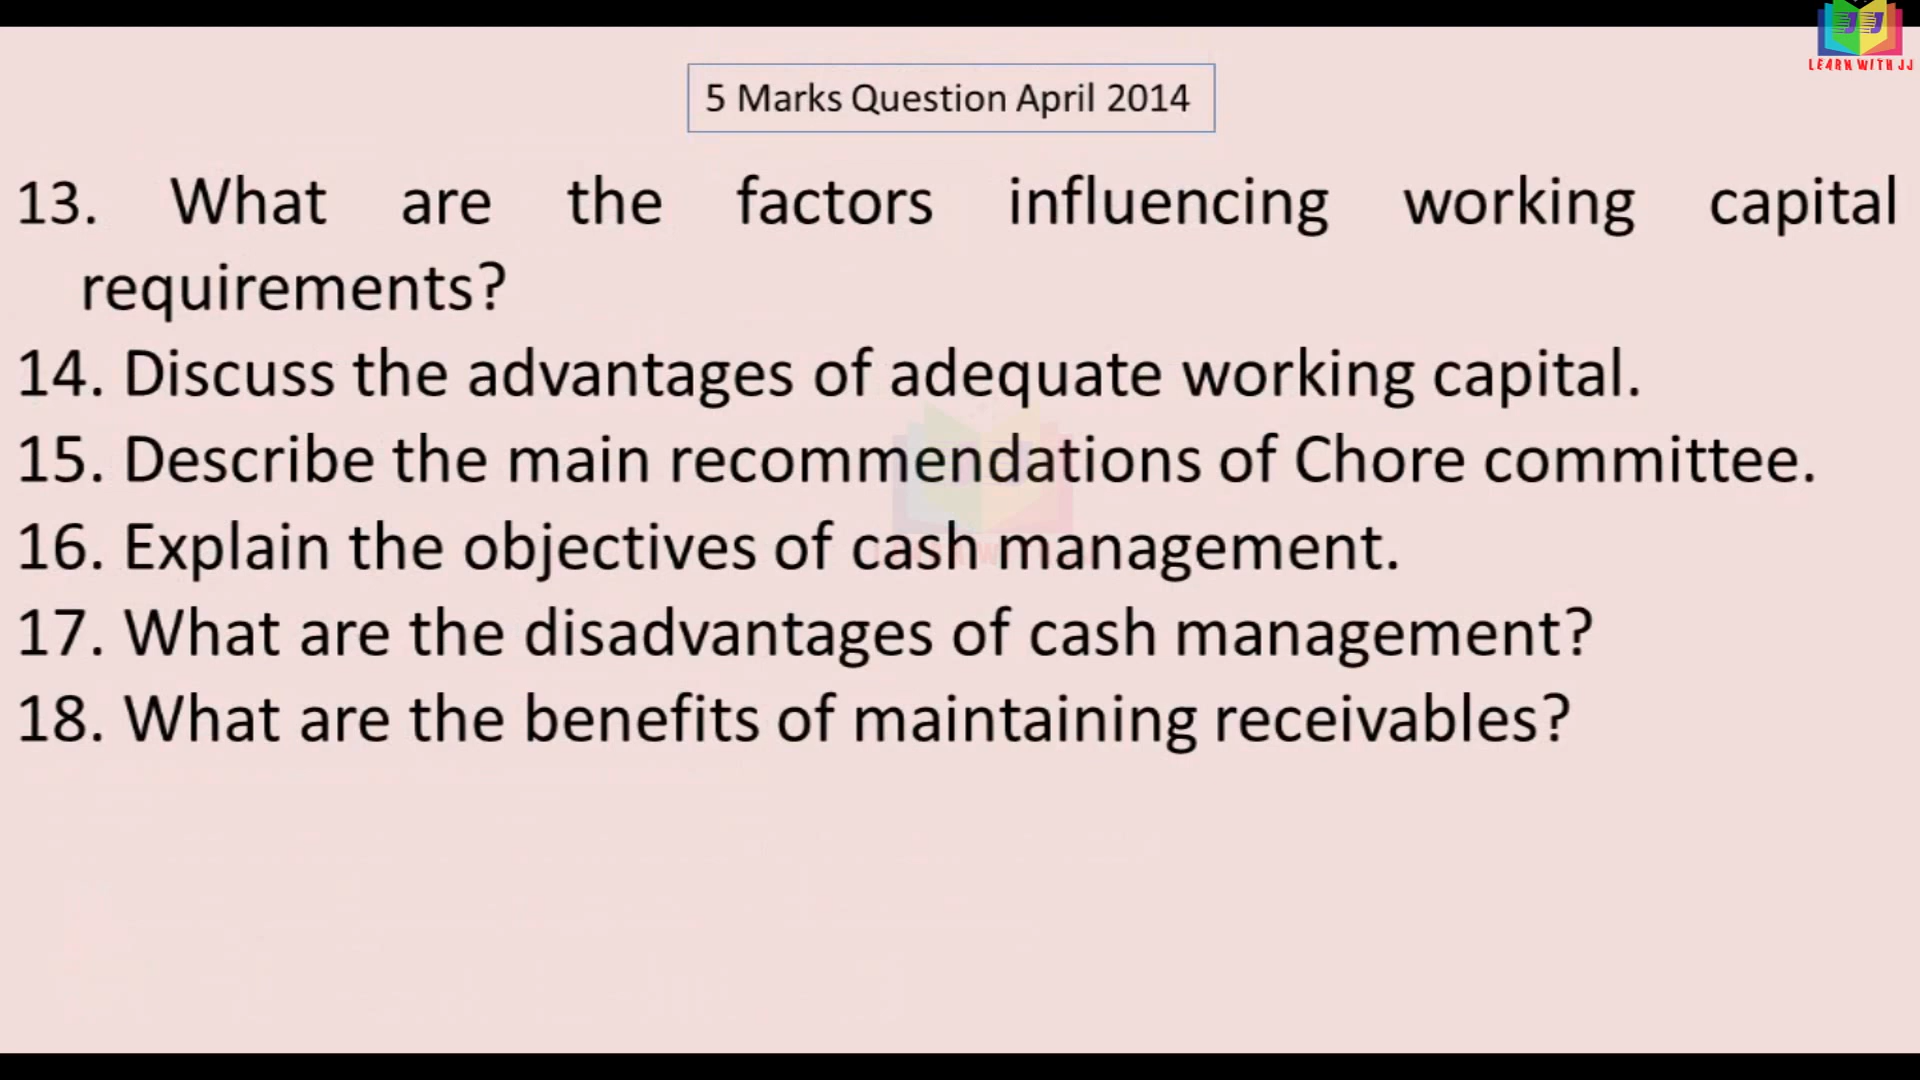 LEARN WITH JJ
5 Marks Question April 2014
13. What are the factors influencing working capital
requirements?
14. Discuss the advantages of adequate working capital.
15. Describe the main recommendations of Chore committee.
16. Explain the objectives of cash management.
17. What are the disadvantages of cash management?
18. What are the benefits of maintaining receivables?